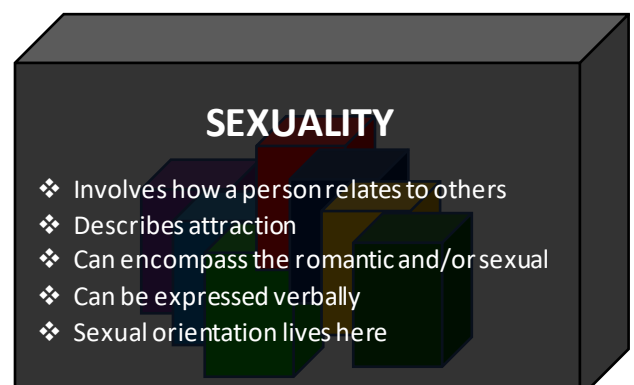 SEXUALITY
❖ Involves how a person relates to others
❖ Describes attraction
❖ Can encompass the romantic and/or sexual
❖ Can be expressed verbally
❖ Sexual orientation lives here